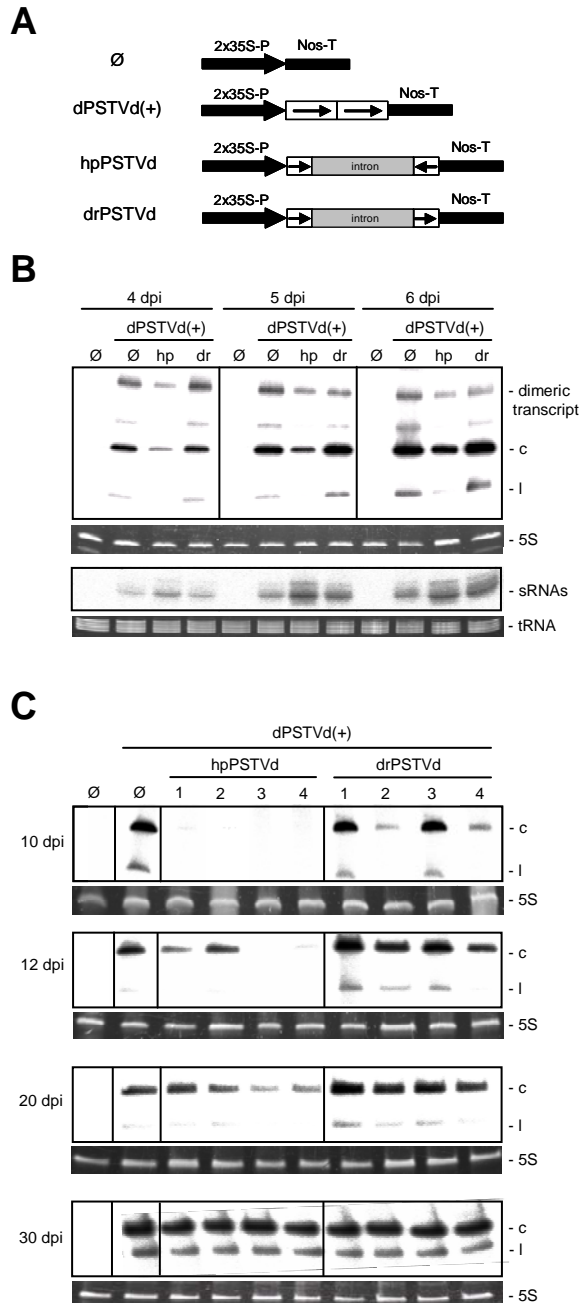 A
Ø 2x35S-P Nos-T
dPSTVd(+) 2x35S-P Nos-T
hpPSTVd 2x35S-P intron Nos-T
drPSTVd 2x35S-P intron Nos-T
B
4 dpi 5 dpi 6 dpi
dPSTVd(+) dPSTVd(+) dPSTVd(+)
Ø Ø hp dr Ø Ø hp dr Ø Ø hp dr
- dimeric
transcript
- c
- l
- 5S
- sRNAs
- tRNA
C
dPSTVd(+)
hpPSTVd drPSTVd
Ø Ø 1 2 3 4 1 2 3 4
10 dpi
- c
- l
- 5S
12 dpi
- c
- l
- 5S
20 dpi
- c
- l
- 5S
30 dpi
- c
- l
- 5S